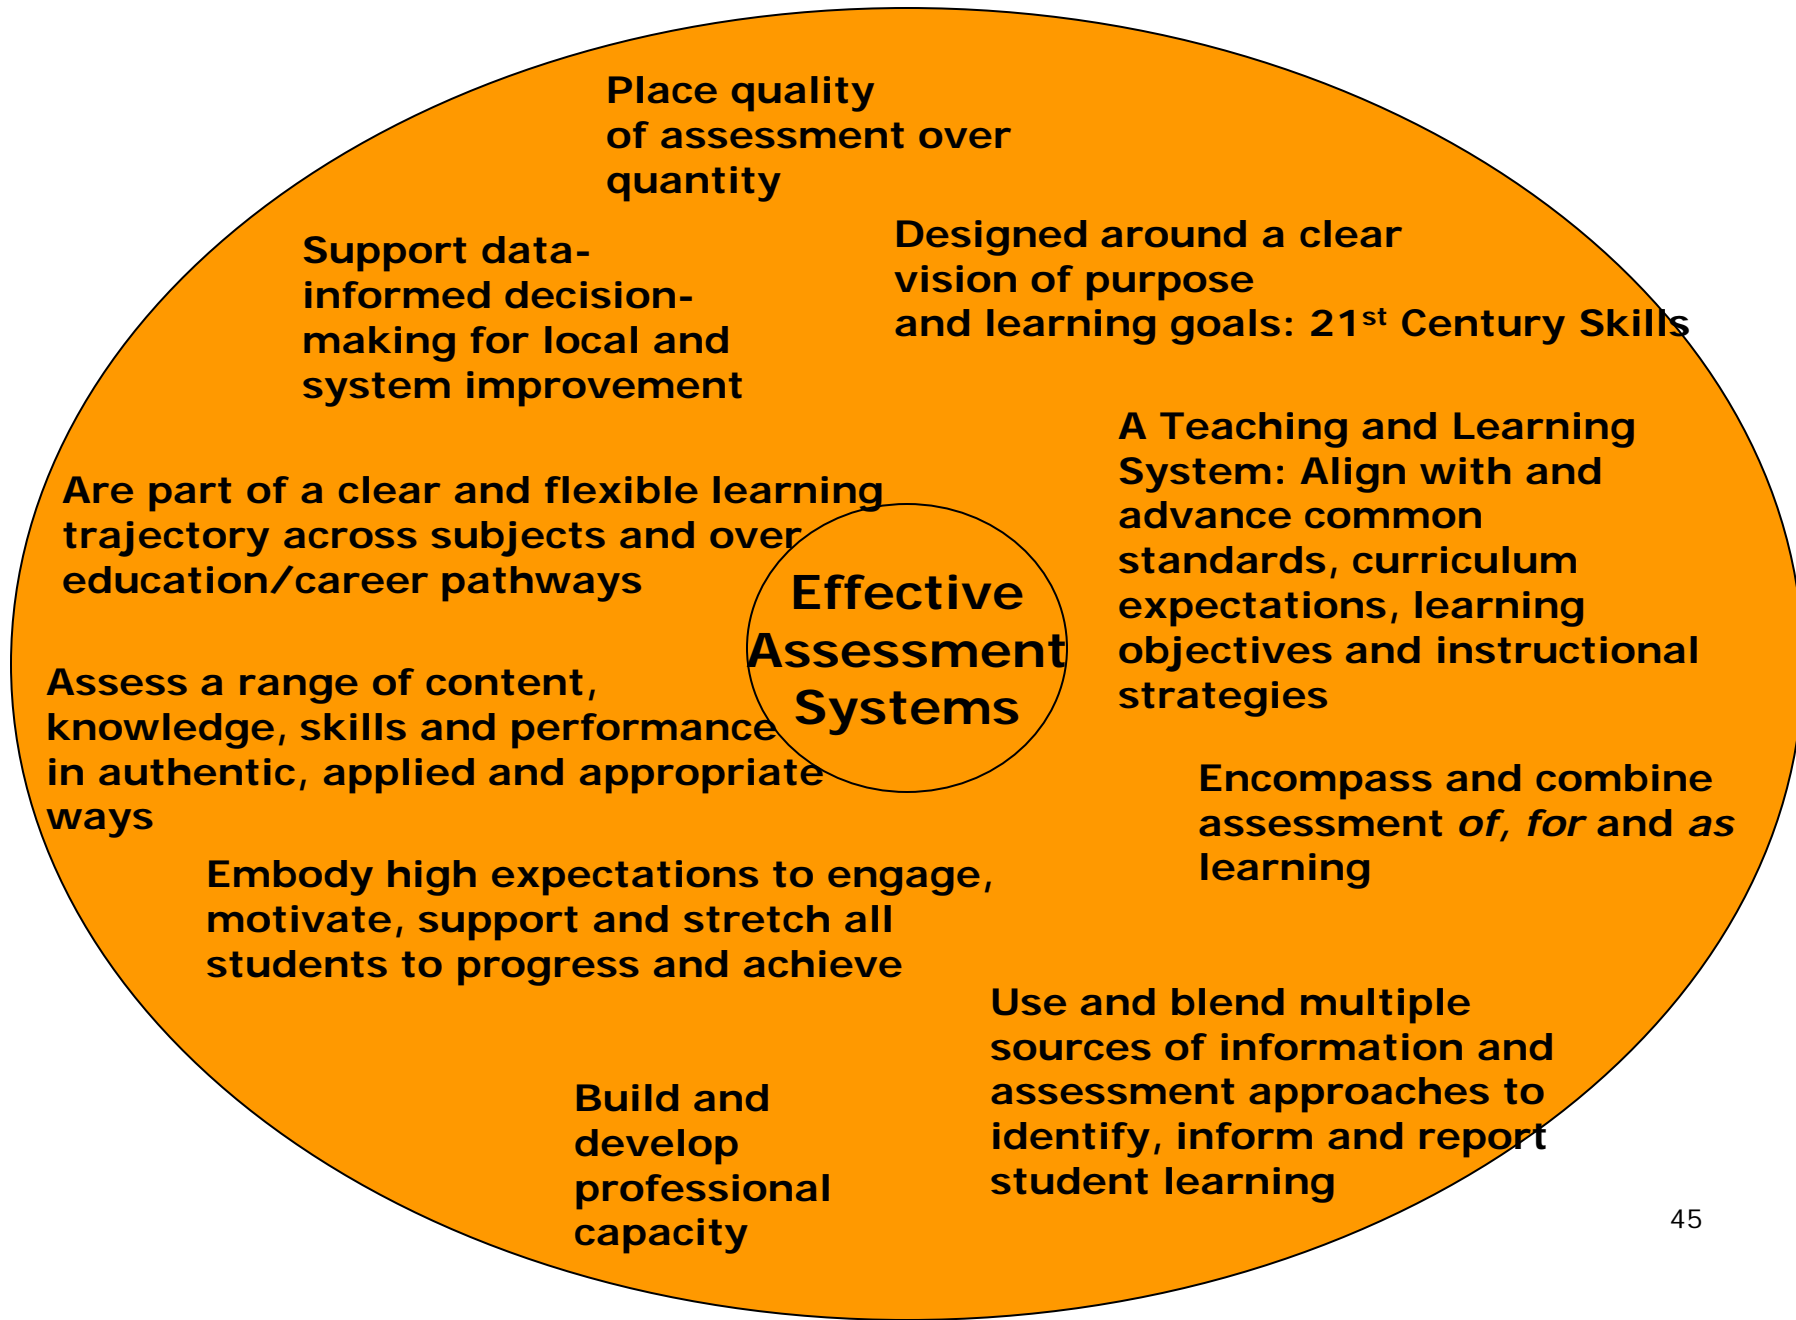 Place quality
of assessment over
quantity
Designed around a clear
vision of purpose
and learning goals: 21st Century Skills
Support data-
informed decision-
making for local and
system improvement
A Teaching and Learning
System: Align with and
advance common
standards, curriculum
expectations, learning
objectives and instructional
strategies
Are part of a clear and flexible learning
trajectory across subjects and over
education/career pathways
Effective
Assessment
Systems
Assess a range of content,
knowledge, skills and performance
in authentic, applied and appropriate
ways
Encompass and combine
assessment of, for and as
learning
Embody high expectations to engage,
motivate, support and stretch all
students to progress and achieve
Use and blend multiple
sources of information and
assessment approaches to
identify, inform and report
student learning
Build and
develop
professional
capacity
45